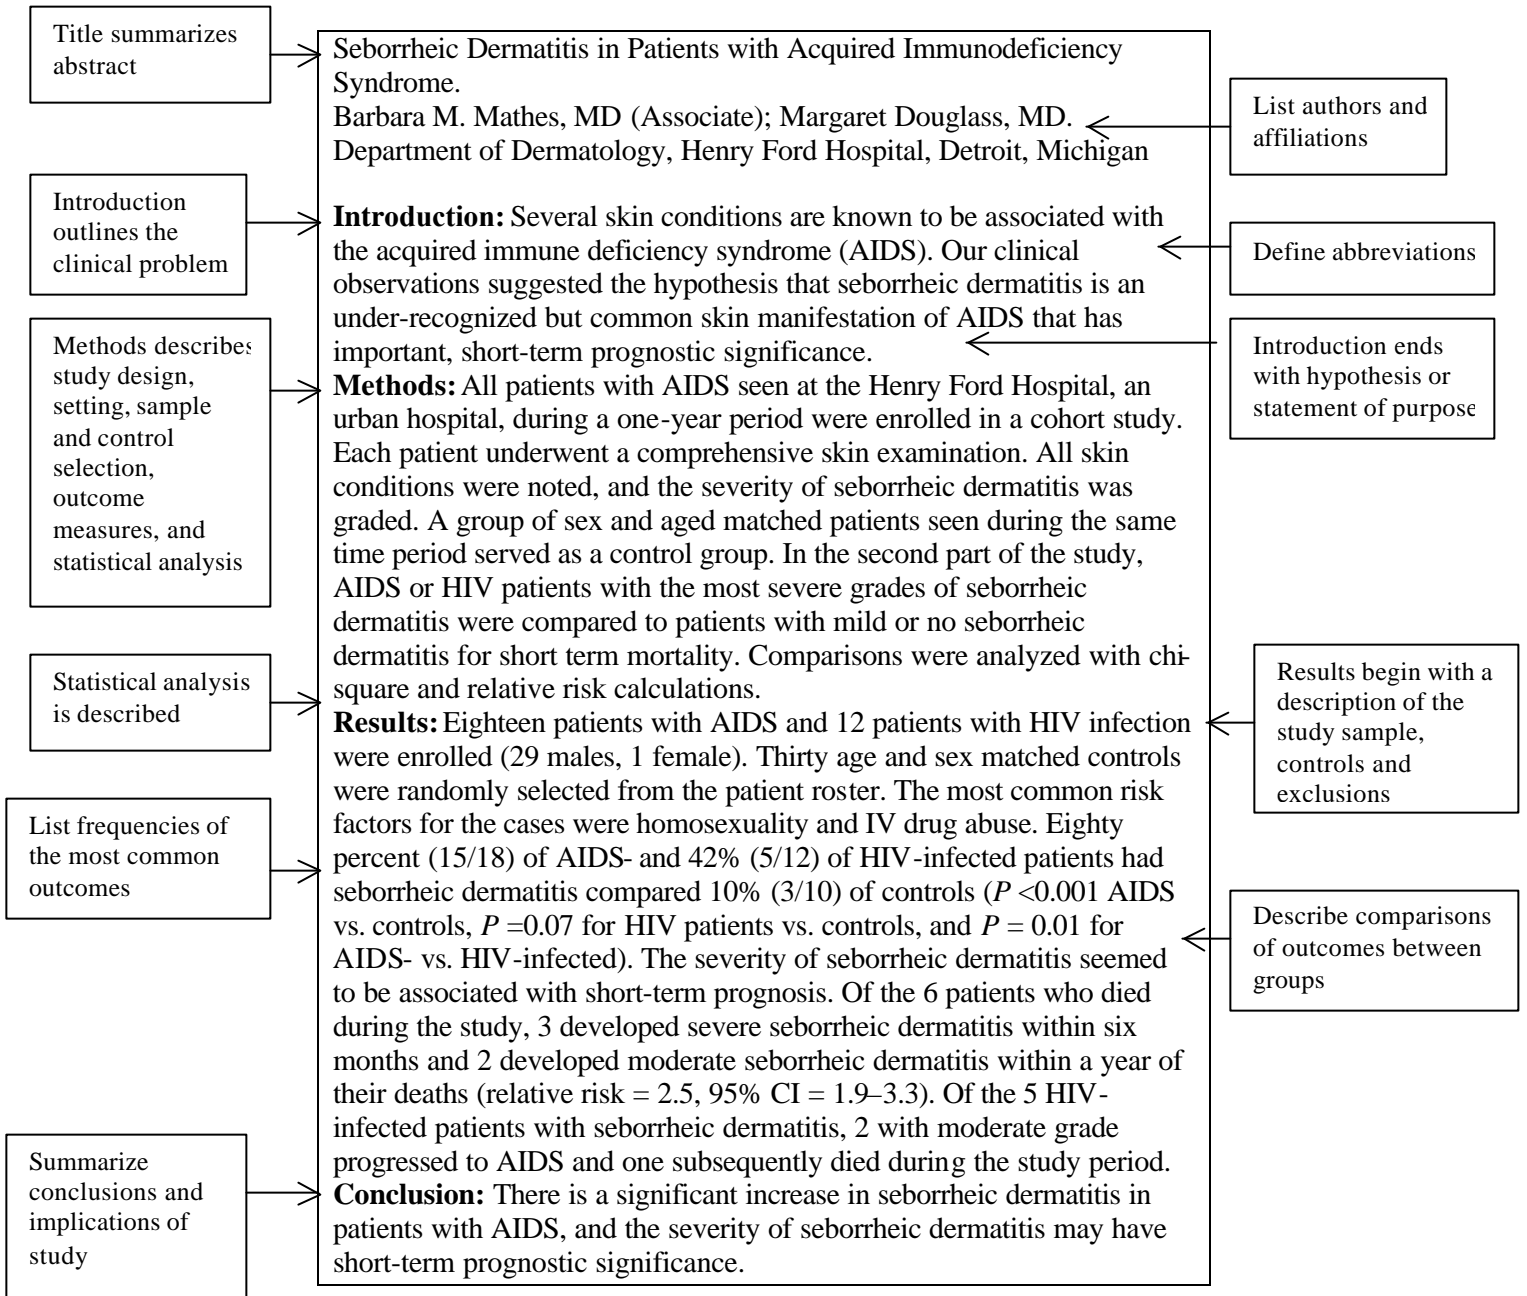 Title summarizes
abstract
Seborrheic Dermatitis in Patients with Acquired Immunodeficiency
Syndrome.
Barbara M. Mathes, MD (Associate); Margaret Douglass, MD.
Department of Dermatology, Henry Ford Hospital, Detroit, Michigan
List authors and
affiliations
Introduction
outlines the
clinical problem
Introduction: Several skin conditions are known to be associated with
the acquired immune deficiency syndrome (AIDS). Our clinical
observations suggested the hypothesis that seborrheic dermatitis is an
under-recognized but common skin manifestation of AIDS that has
important, short-term prognostic significance.
Define abbreviations
Introduction ends
with hypothesis or
statement of purpose
Methods describes
study design,
setting, sample
and control
selection,
outcome
measures, and
statistical analysis
Methods: All patients with AIDS seen at the Henry Ford Hospital, an
urban hospital, during a one-year period were enrolled in a cohort study.
Each patient underwent a comprehensive skin examination. All skin
conditions were noted, and the severity of seborrheic dermatitis was
graded. A group of sex and aged matched patients seen during the same
time period served as a control group. In the second part of the study,
AIDS or HIV patients with the most severe grades of seborrheic
dermatitis were compared to patients with mild or no seborrheic
dermatitis for short term mortality. Comparisons were analyzed with chi-
square and relative risk calculations.
Statistical analysis
is described
Results: Eighteen patients with AIDS and 12 patients with HIV infection
were enrolled (29 males, 1 female). Thirty age and sex matched controls
were randomly selected from the patient roster. The most common risk
factors for the cases were homosexuality and IV drug abuse. Eighty
percent (15/18) of AIDS- and 42% (5/12) of HIV-infected patients had
seborrheic dermatitis compared 10% (3/10) of controls (P <0.001 AIDS
vs. controls, P =0.07 for HIV patients vs. controls, and P = 0.01 for
AIDS- vs. HIV-infected). The severity of seborrheic dermatitis seemed
to be associated with short-term prognosis. Of the 6 patients who died
during the study, 3 developed severe seborrheic dermatitis within six
months and 2 developed moderate seborrheic dermatitis within a year of
their deaths (relative risk = 2.5, 95% CI = 1.9–3.3). Of the 5 HIV-
infected patients with seborrheic dermatitis, 2 with moderate grade
progressed to AIDS and one subsequently died during the study period.
Results begin with a
description of the
study sample,
controls and
exclusions
List frequencies of
the most common
outcomes
Describe comparisons
of outcomes between
groups
Summarize
conclusions and
implications of
study
Conclusion: There is a significant increase in seborrheic dermatitis in
patients with AIDS, and the severity of seborrheic dermatitis may have
short-term prognostic significance.